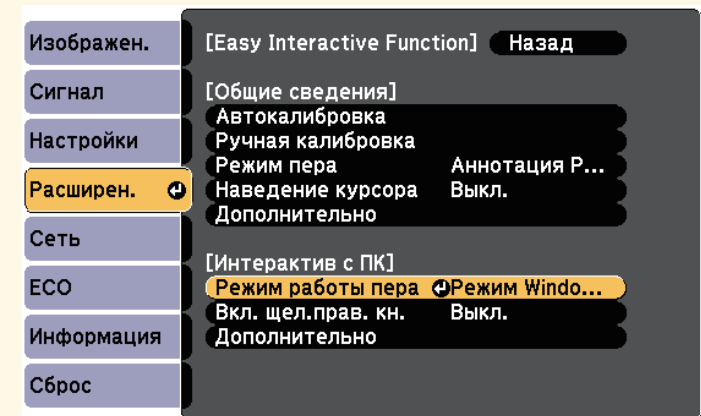 Изображен.
Сигнал
Настройки
Расширен.
Сеть
ECO
Информация
Сброс
[Easy Interactive Function] Назад
[Общие сведения]
Автокалибровка
Ручная калибровка
Режим пера Аннотация P...
Наведение курсора Выкл.
Дополнительно
[Интерактив с ПК]
Режим работы пера Режим Windo...
Вкл. щел.прав. кн. Выкл.
Дополнительно